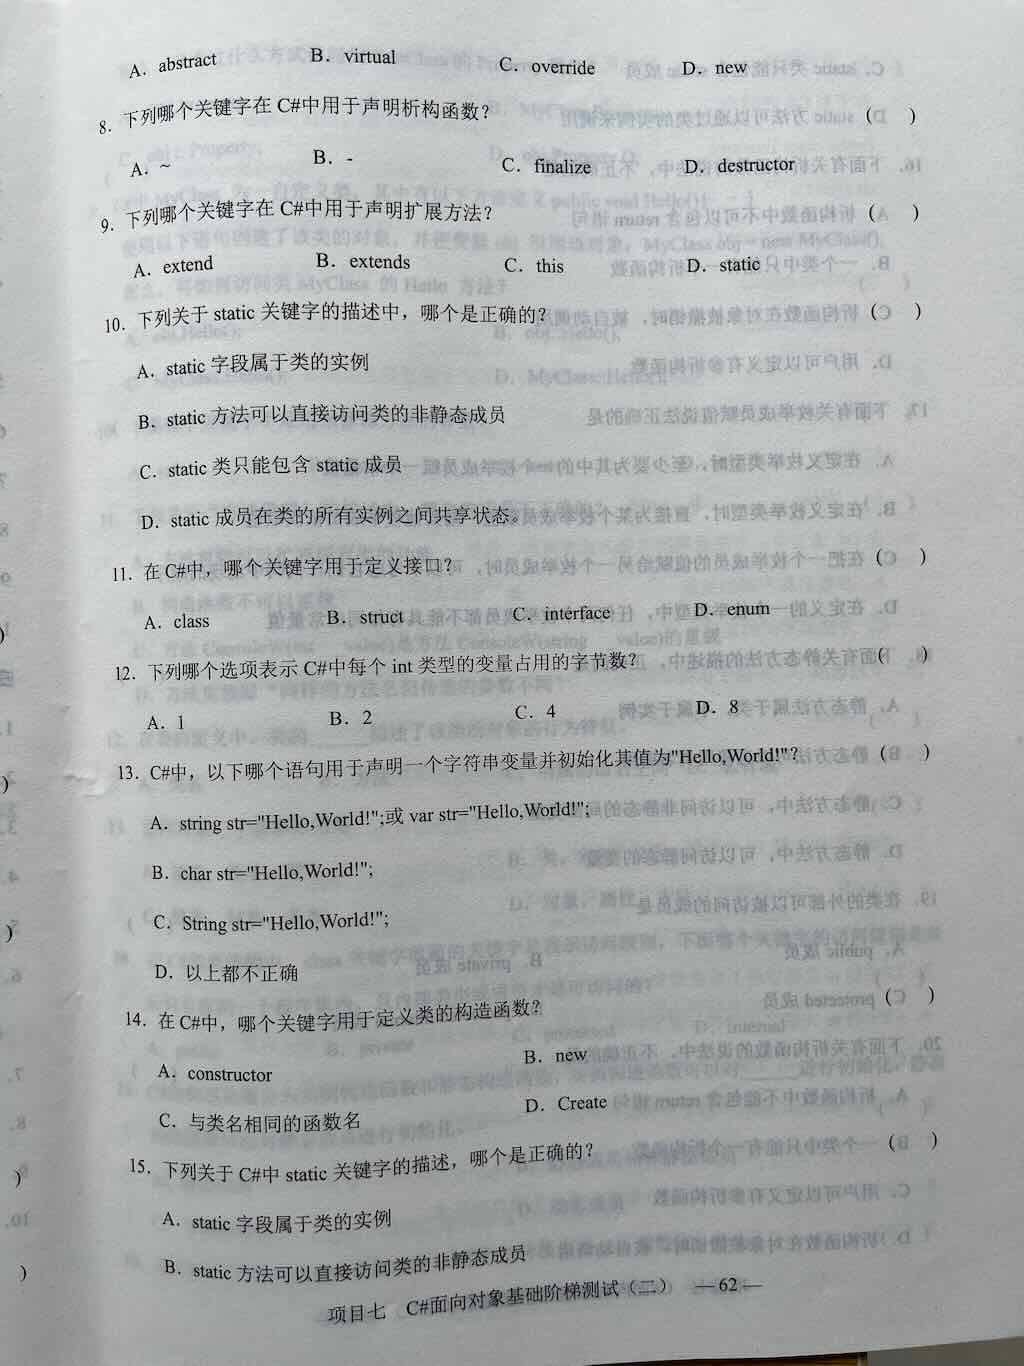 A．abstract B．virtual C．override D．new
8．下列哪个关键字在 C#中用于声明析构函数？ ( )
A．~ B．- C．finalize D．destructor
9．下列哪个关键字在 C#中用于声明扩展方法？ ( )
A．extend B．extends C．this D．static
10．下列关于 static 关键字的描述中，哪个是正确的？ ( )
A．static 字段属于类的实例
B．static 方法可以直接访问类的非静态成员
C．static 类只能包含 static 成员
D．static 成员在类的所有实例之间共享状态。
11．在 C#中，哪个关键字用于定义接口？ ( )
A．class B．struct C．interface D．enum
12．下列哪个选项表示 C#中每个 int 类型的变量占用的字节数？ ( )
A．1 B．2 C．4 D．8
13．C#中，以下哪个语句用于声明一个字符串变量并初始化其值为"Hello,World!"？ ( )
A．string str="Hello,World!";或 var str="Hello,World!";
B．char str="Hello,World!";
C．String str="Hello,World!";
D．以上都不正确
14．在 C#中，哪个关键字用于定义类的构造函数？ ( )
A．constructor B．new
C．与类名相同的函数名 D．Create
15．下列关于 C#中 static 关键字的描述，哪个是正确的？ ( )
A．static 字段属于类的实例
B．static 方法可以直接访问类的非静态成员
项目七 C#面向对象基础阶梯测试（二） — 62 —